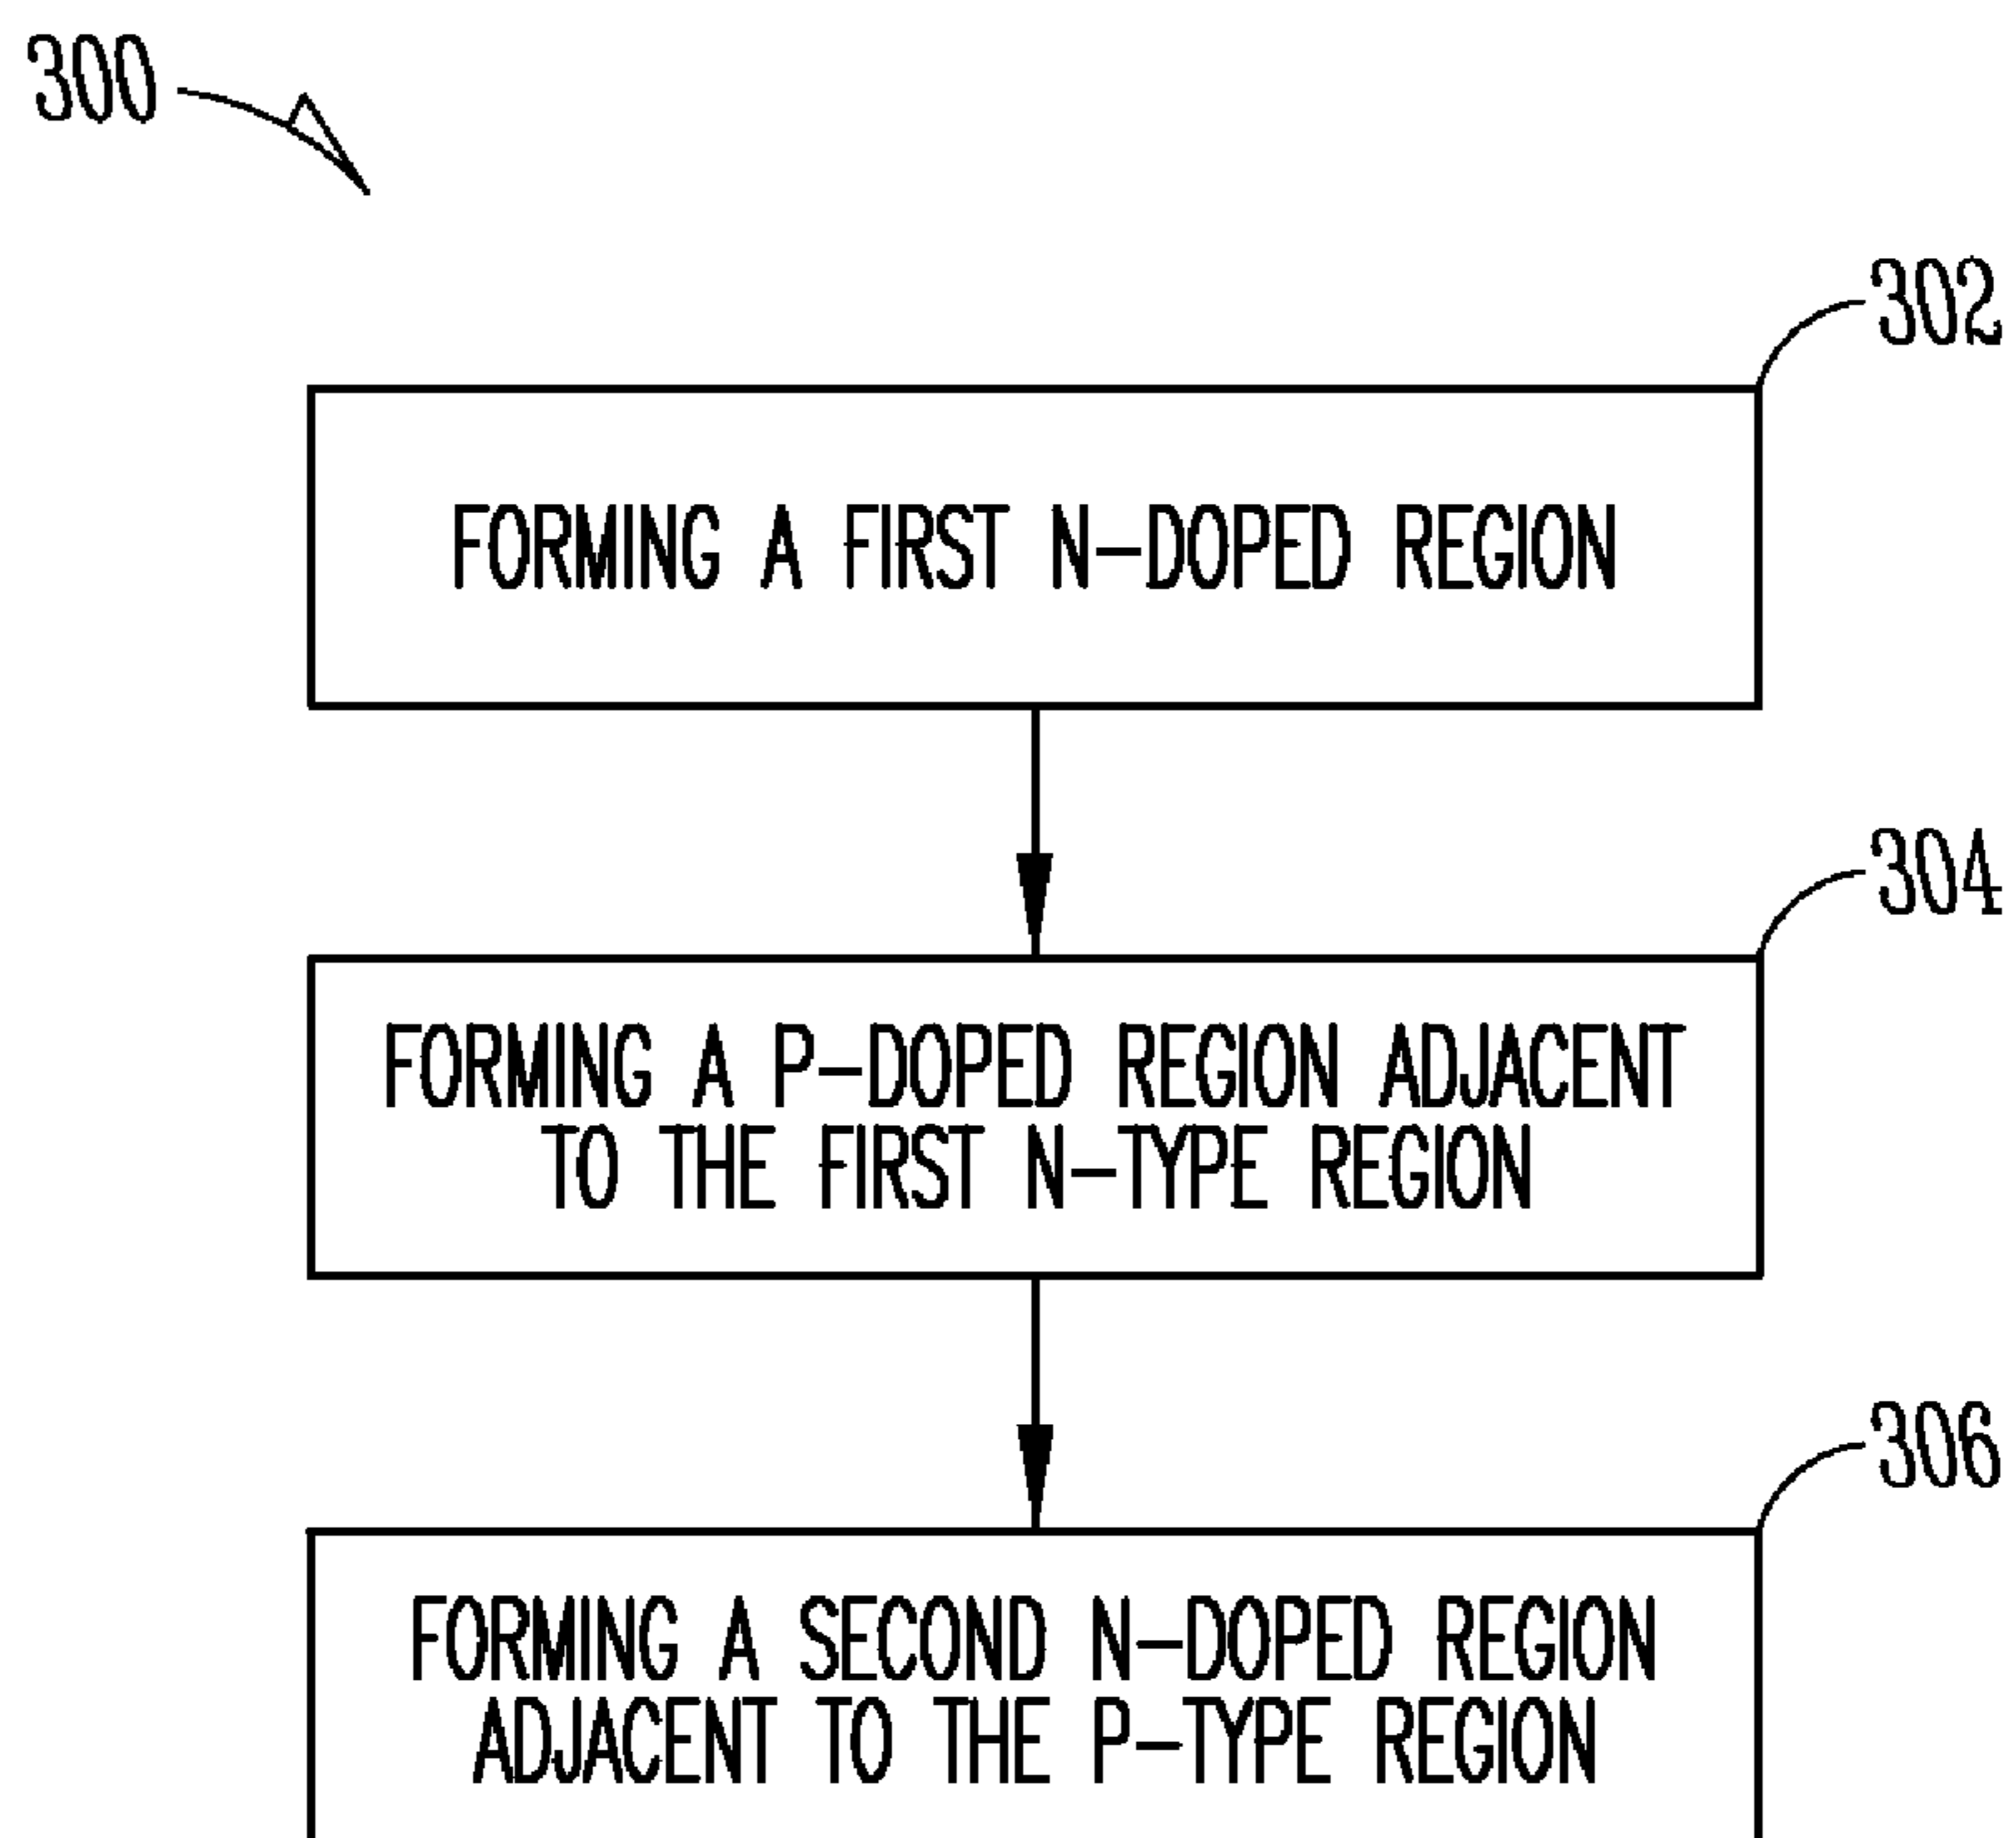 300
302
FORMING A FIRST N-DOPED REGION
304
FORMING A P-DOPED REGION ADJACENT
TO THE FIRST N-TYPE REGION
306
FORMING A SECOND N-DOPED REGION
ADJACENT TO THE P-TYPE REGION